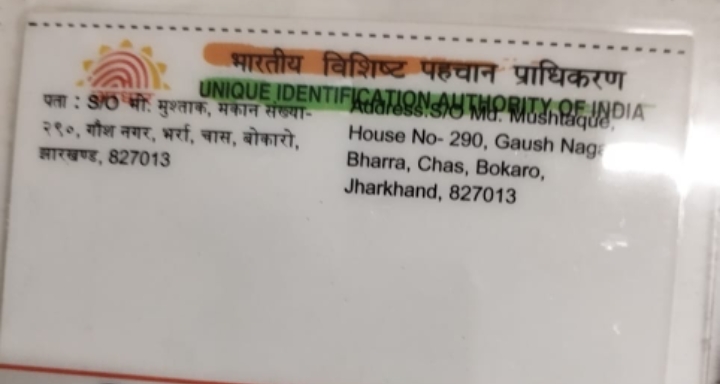 भारतीय विशिष्ट पहचान प्राधिकरण
UNIQUE IDENTIFICATION AUTHORITY OF INDIA
पता : S/O मो. मुश्ताक, मकान संख्या-
२९०, गौश नगर, भर्रा, चास, बोकारो,
झारखण्ड, 827013
Address:S/O Md. Mushtaque,
House No- 290, Gaush Naga
Bharra, Chas, Bokaro,
Jharkhand, 827013